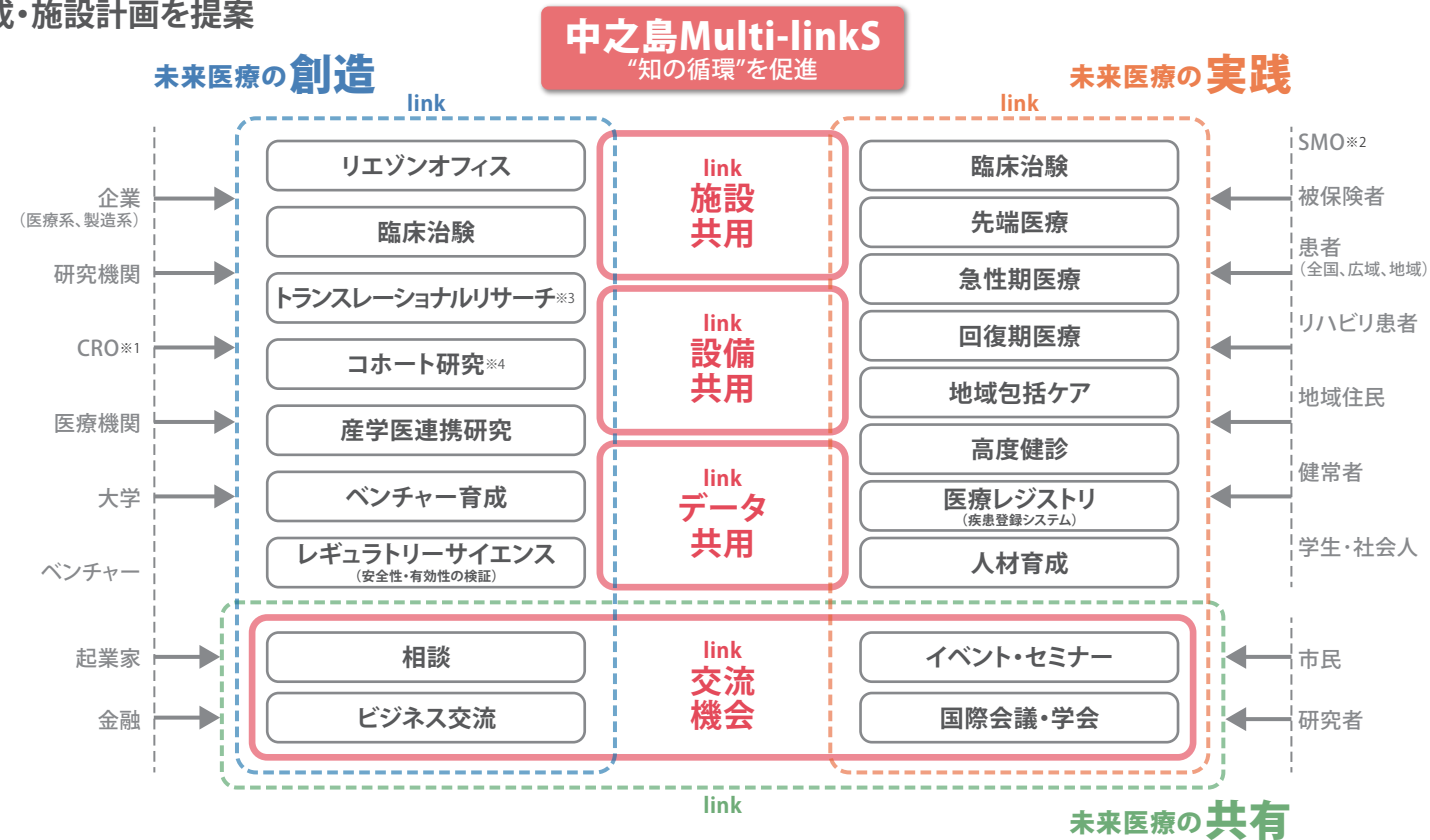 成・施設計画を提案
中之島Multi-linkS
“知の循環”を促進
未来医療の創造
link
未来医療の実践
link
企業
（医療系、製造系）
研究機関
CRO※1
医療機関
大学
ベンチャー
起業家
金融
リエゾンオフィス
臨床治験
トランスレーショナルリサーチ※3
コホート研究※4
産学医連携研究
ベンチャー育成
レギュラトリーサイエンス
（安全性・有効性の検証）
相談
ビジネス交流
link
施設
共用
link
設備
共用
link
データ
共用
link
交流
機会
臨床治験
先端医療
急性期医療
回復期医療
地域包括ケア
高度健診
医療レジストリ
（疾患登録システム）
人材育成
イベント・セミナー
国際会議・学会
SMO※2
被保険者
患者
（全国、広域、地域）
リハビリ患者
地域住民
健常者
学生・社会人
市民
研究者
link
未来医療の共有